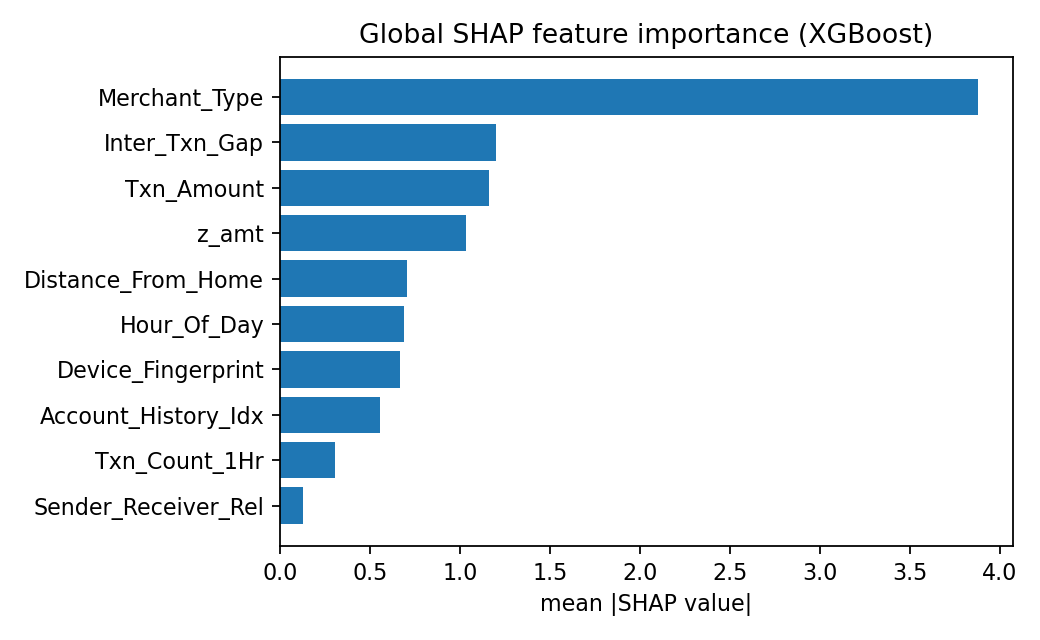 Global SHAP feature importance (XGBoost)
Merchant_Type
Inter_Txn_Gap
Txn_Amount
z_amt
Distance_From_Home
Hour_Of_Day
Device_Fingerprint
Account_History_Idx
Txn_Count_1Hr
Sender_Receiver_Rel
0.0 0.5 1.0 1.5 2.0 2.5 3.0 3.5 4.0
mean |SHAP value|